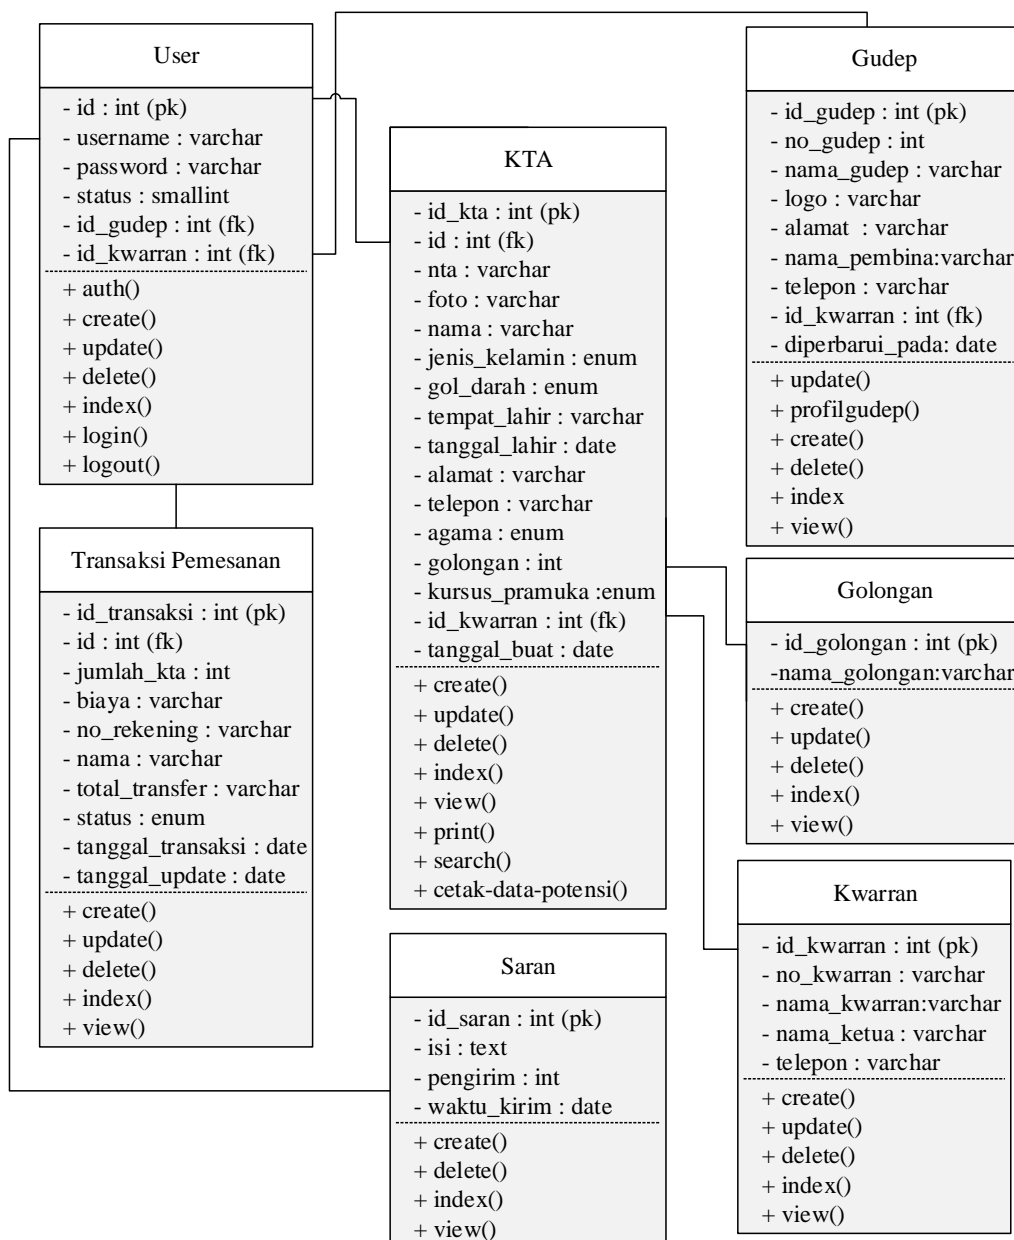 User
- id : int (pk)
- username : varchar
- password : varchar
- status : smallint
- id_gudep : int (fk)
- id_kwarran : int (fk)
+ auth()
+ create()
+ update()
+ delete()
+ index()
+ login()
+ logout()
Transaksi Pemesanan
- id_transaksi : int (pk)
- id : int (fk)
- jumlah_kta : int
- biaya : varchar
- no_rekening : varchar
- nama : varchar
- total_transfer : varchar
- status : enum
- tanggal_transaksi : date
- tanggal_update : date
+ create()
+ update()
+ delete()
+ index()
+ view()
KTA
- id_kta : int (pk)
- id : int (fk)
- nta : varchar
- foto : varchar
- nama : varchar
- jenis_kelamin : enum
- gol_darah : enum
- tempat_lahir : varchar
- tanggal_lahir : date
- alamat : varchar
- telepon : varchar
- agama : enum
- golongan : int
- kursus_pramuka :enum
- id_kwarran : int (fk)
- tanggal_buat : date
+ create()
+ update()
+ delete()
+ index()
+ view()
+ print()
+ search()
+ cetak-data-potensi()
Saran
- id_saran : int (pk)
- isi : text
- pengirim : int
- waktu_kirim : date
+ create()
+ delete()
+ index()
+ view()
Gudep
- id_gudep : int (pk)
- no_gudep : int
- nama_gudep : varchar
- logo : varchar
- alamat : varchar
- nama_pembina:varchar
- telepon : varchar
- id_kwarran : int (fk)
- diperbarui_pada: date
+ update()
+ profilgudep()
+ create()
+ delete()
+ index
+ view()
Golongan
- id_golongan : int (pk)
-nama_golongan:varchar
+ create()
+ update()
+ delete()
+ index()
+ view()
Kwarran
- id_kwarran : int (pk)
- no_kwarran : varchar
- nama_kwarran:varchar
- nama_ketua : varchar
- telepon : varchar
+ create()
+ update()
+ delete()
+ index()
+ view()